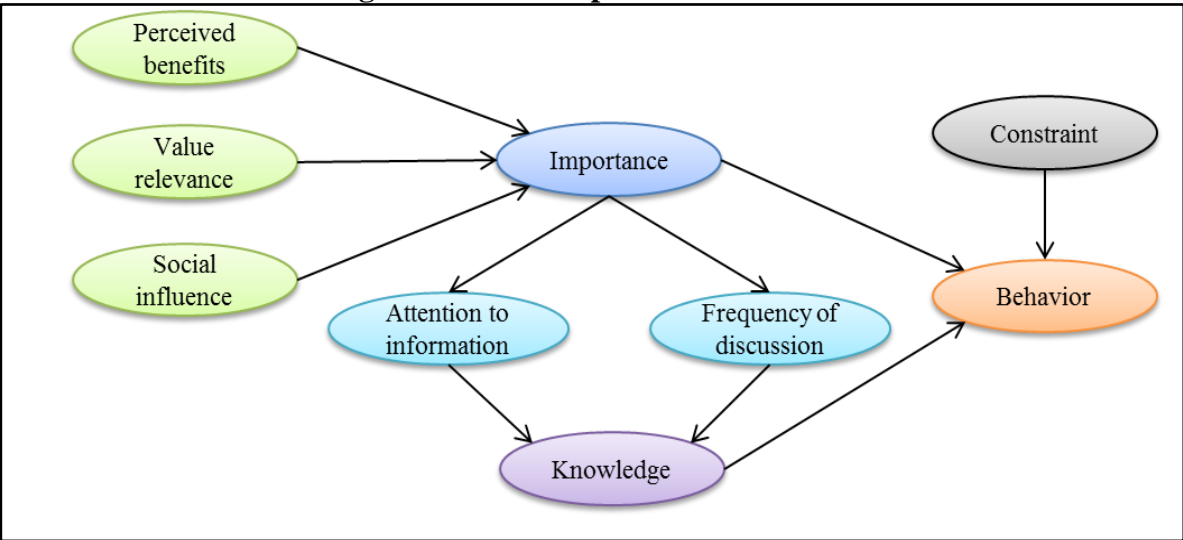 Perceived
benefits
Value
relevance
Social
influence
Importance
Constraint
Attention to
information
Frequency of
discussion
Behavior
Knowledge